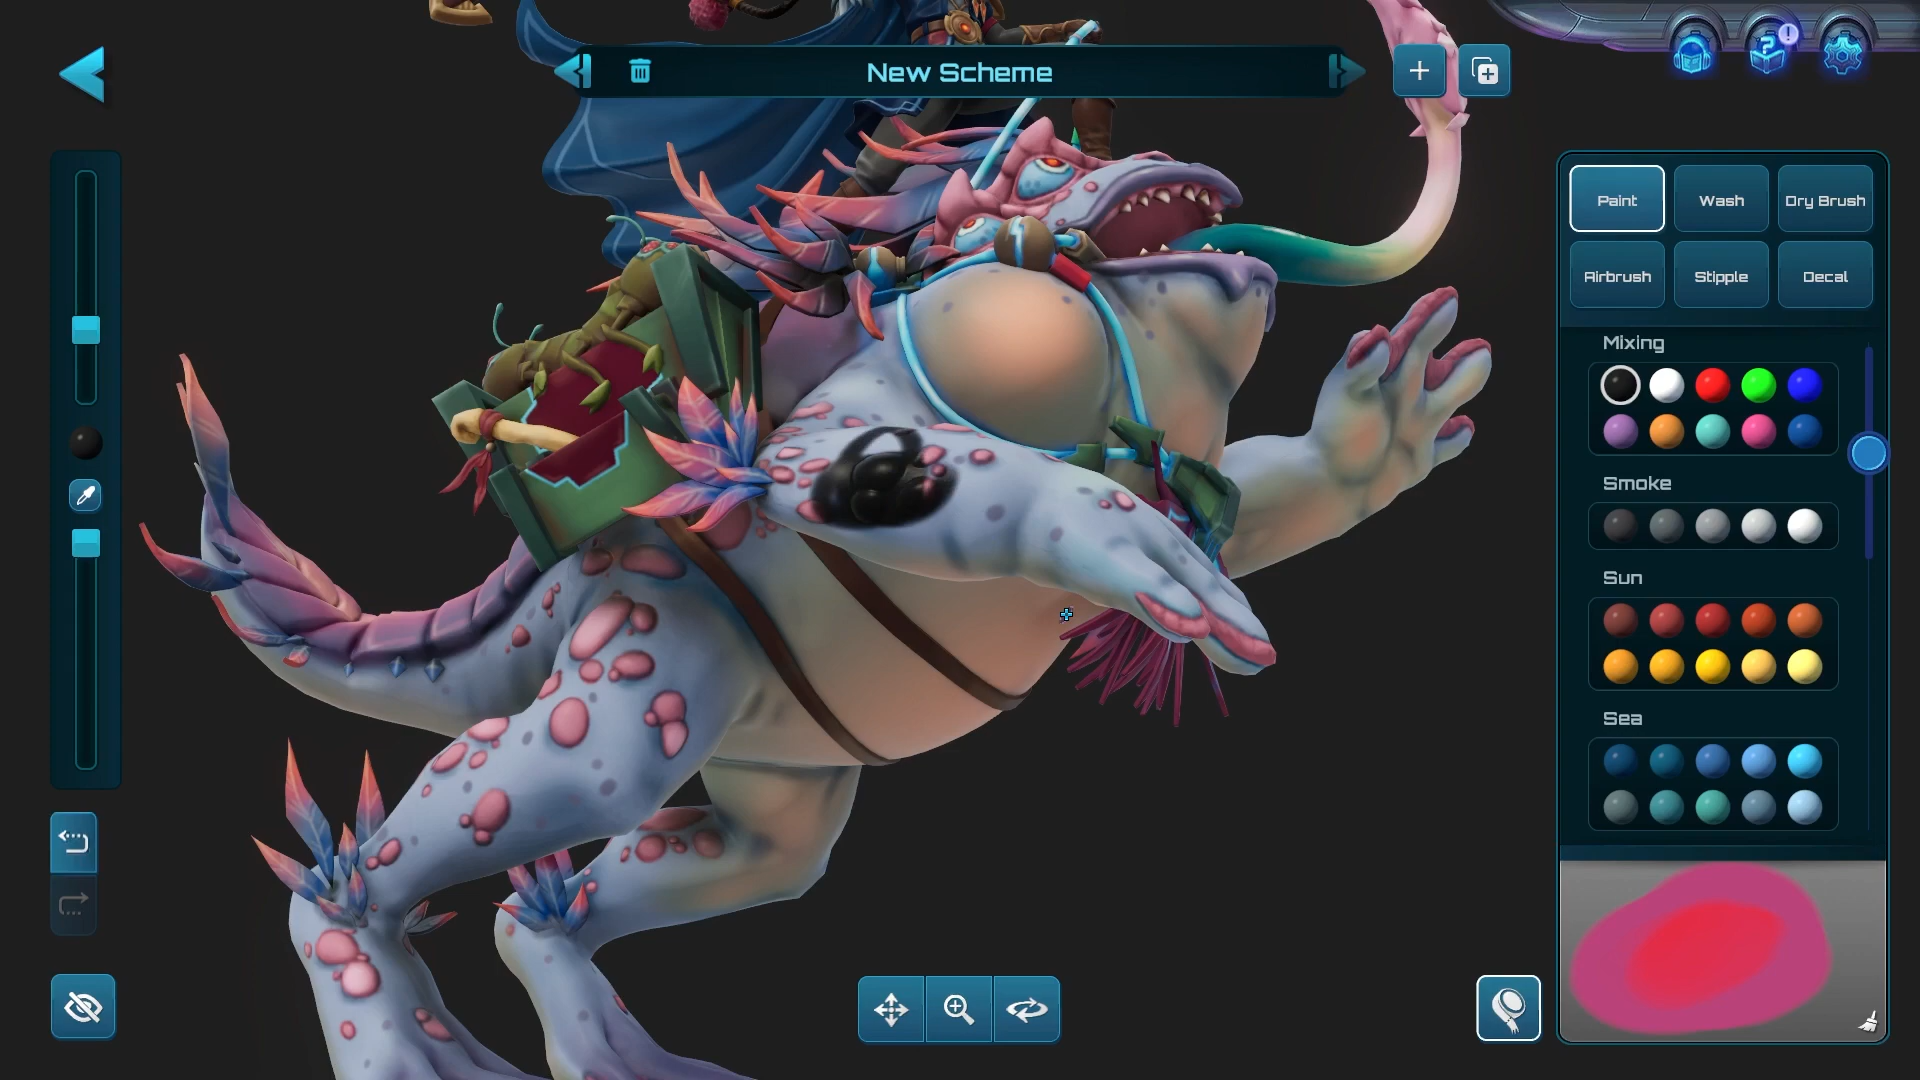 New Scheme
Paint
Wash
Dry Brush
Airbrush
Stipple
Decal
Mixing
Smoke
Sun
Sea